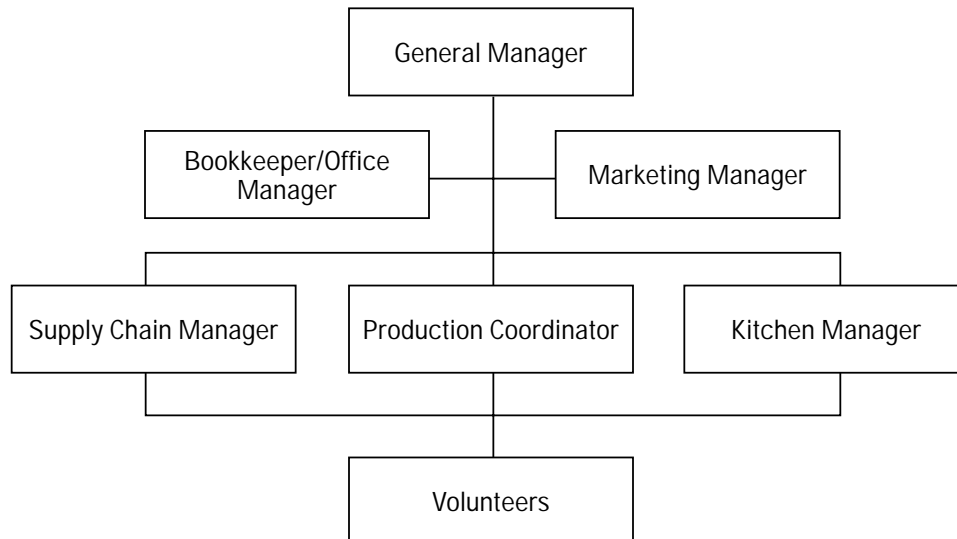 General Manager
Bookkeeper/Office
Manager
Marketing Manager
Supply Chain Manager
Production Coordinator
Kitchen Manager
Volunteers